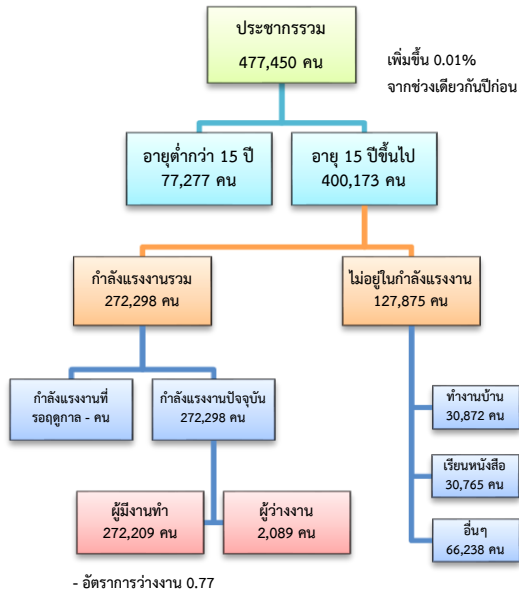 ประชากรรวม
477,450 คน
เพิ่มขึ้น 0.01%
จากช่วงเดียวกันปีก่อน
อายุต่ำกว่า 15 ปี
77,277 คน
อายุ 15 ปีขึ้นไป
400,173 คน
กำลังแรงงานรวม
272,298 คน
ไม่อยู่ในกำลังแรงงาน
127,875 คน
กำลังแรงงานที่
รอฤดูกาล - คน
กำลังแรงงานปัจจุบัน
272,298 คน
ทำงานบ้าน
30,872 คน
เรียนหนังสือ
30,765 คน
อื่นๆ
66,238 คน
ผู้มีงานทำ
272,209 คน
ผู้ว่างงาน
2,089 คน
- อัตราการว่างงาน 0.77